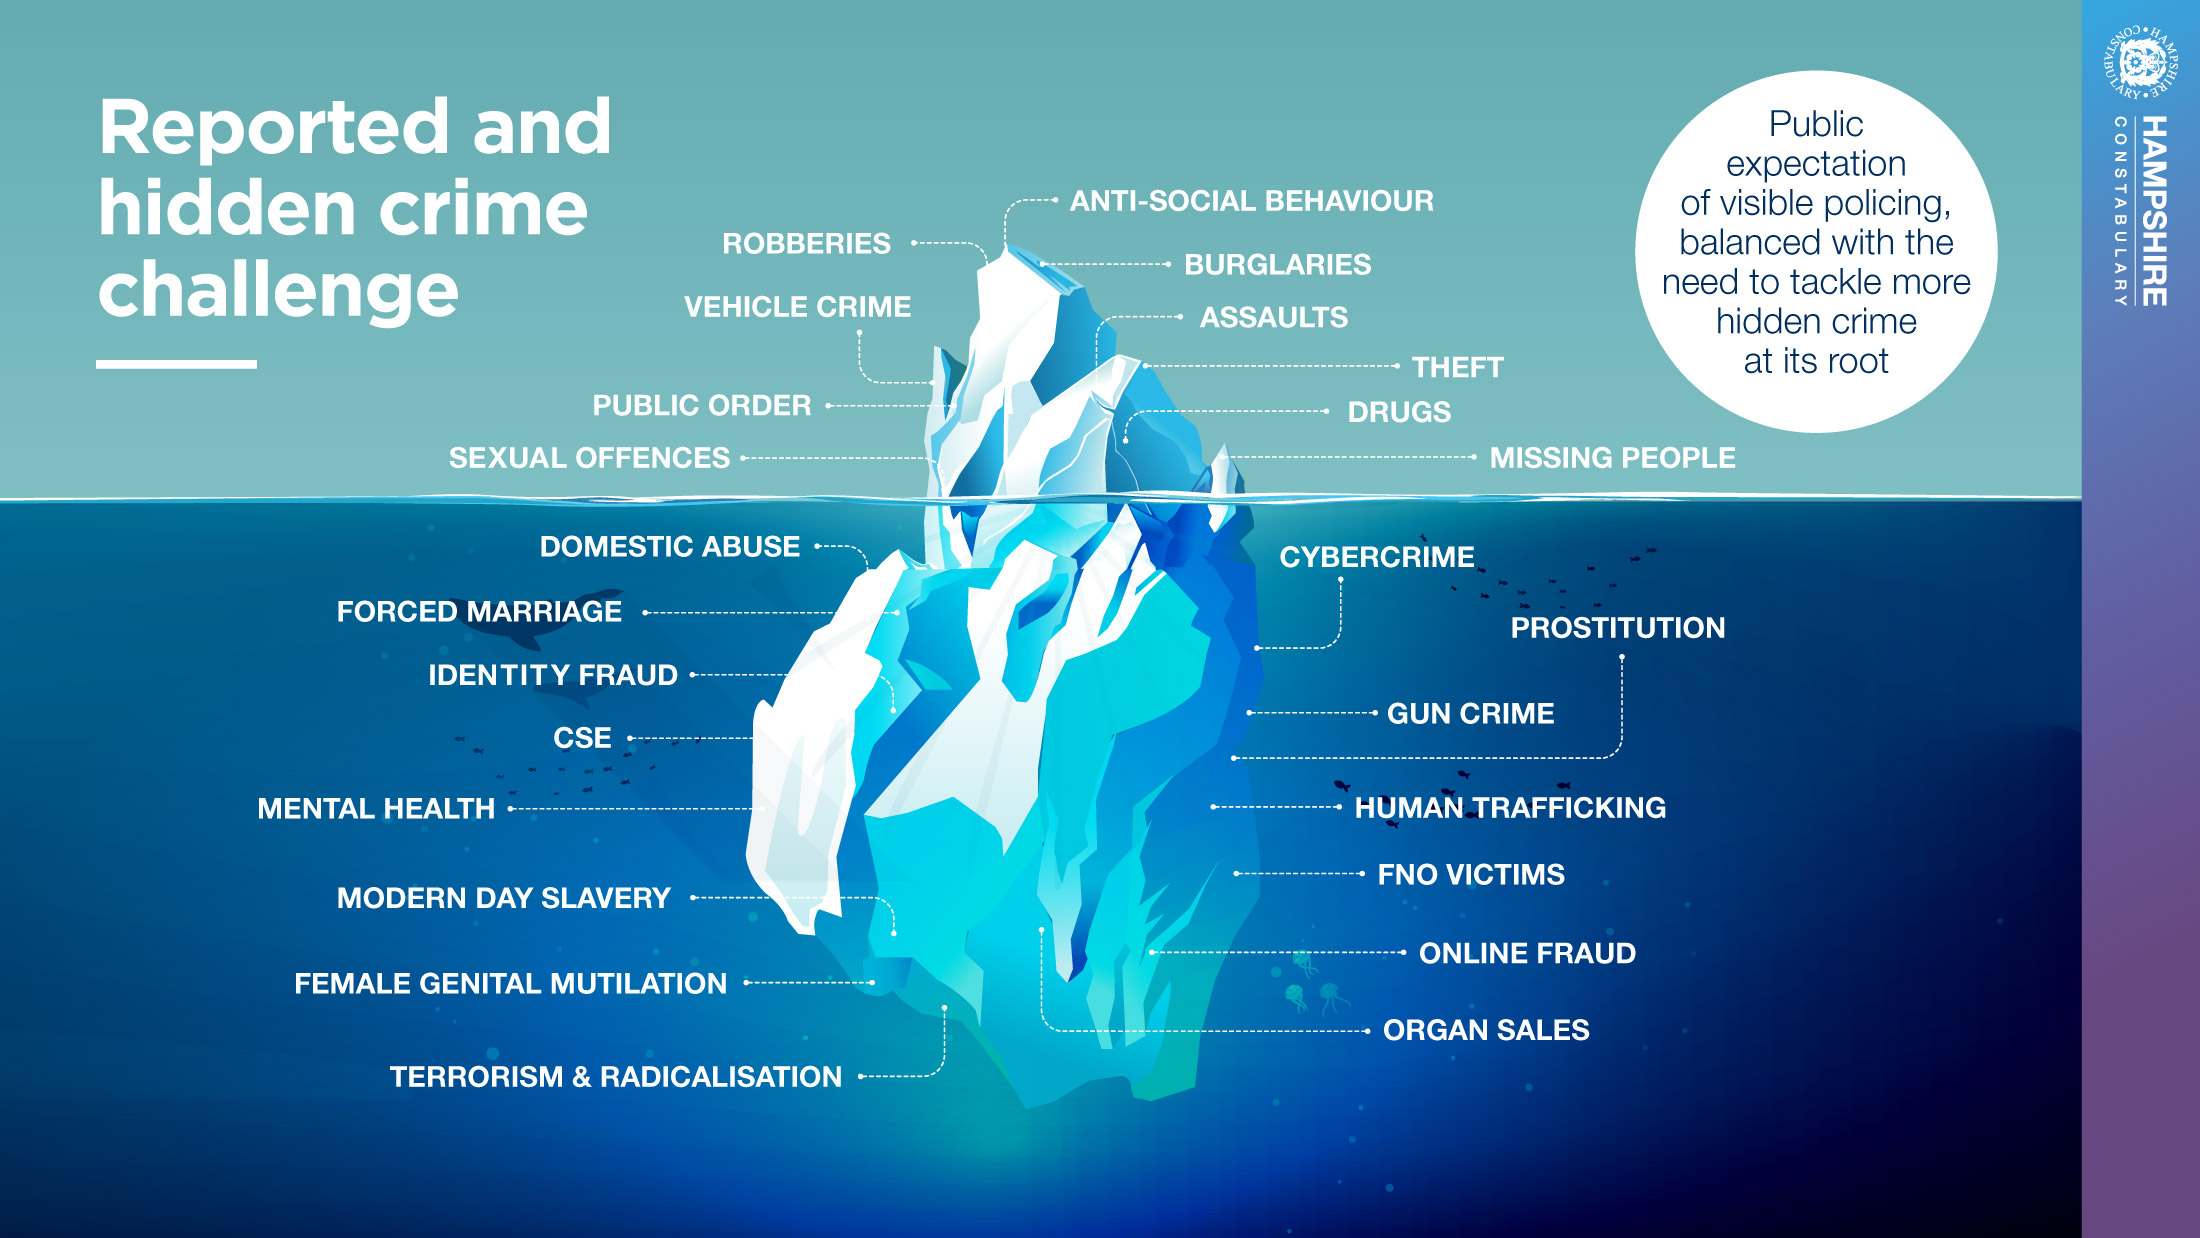 Reported and
hidden crime
challenge
Public
expectation
of visible policing,
balanced with the
need to tackle more
hidden crime
at its root
HAMPSHIRE
CONSTABULARY
HAMPSHIRE
CONSTABULARY
ANTI-SOCIAL BEHAVIOUR
ROBBERIES
BURGLARIES
VEHICLE CRIME
ASSAULTS
THEFT
PUBLIC ORDER
DRUGS
SEXUAL OFFENCES
MISSING PEOPLE
DOMESTIC ABUSE
CYBERCRIME
FORCED MARRIAGE
PROSTITUTION
IDENTITY FRAUD
GUN CRIME
CSE
MENTAL HEALTH
HUMAN TRAFFICKING
FNO VICTIMS
MODERN DAY SLAVERY
ONLINE FRAUD
FEMALE GENITAL MUTILATION
ORGAN SALES
TERRORISM & RADICALISATION